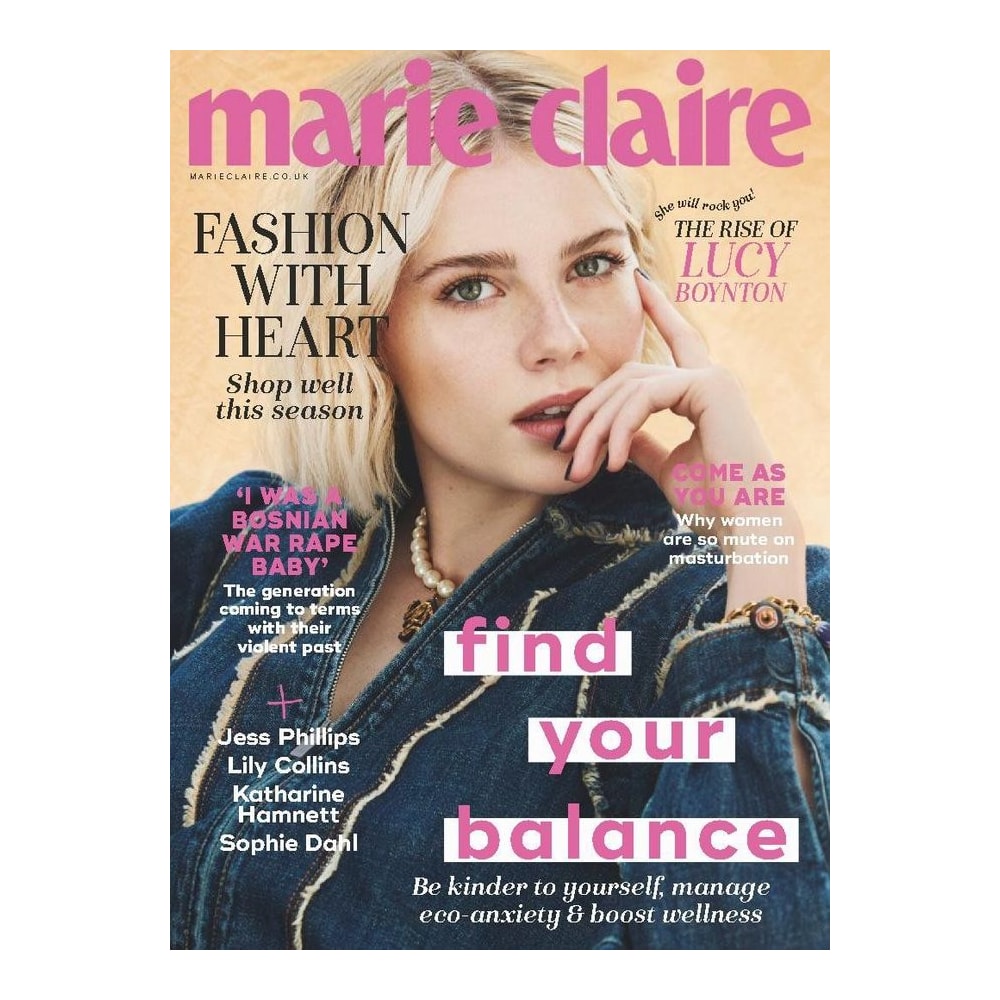 marie claire
MARIECLAIRE.CO.UK
FASHION
WITH
HEART
Shop well
this season
She will rock you!
THE RISE OF
LUCY
BOYNTON
'I WAS A
BOSNIAN
WAR RAPE
BABY'
The generation
coming to terms
with their
violent past
COME AS
YOU ARE
Why women
are so mute on
masturbation
+
Jess Phillips
Lily Collins
Katharine
Hamnett
Sophie Dahl
find
your
balance
Be kinder to yourself, manage
eco-anxiety & boost wellness